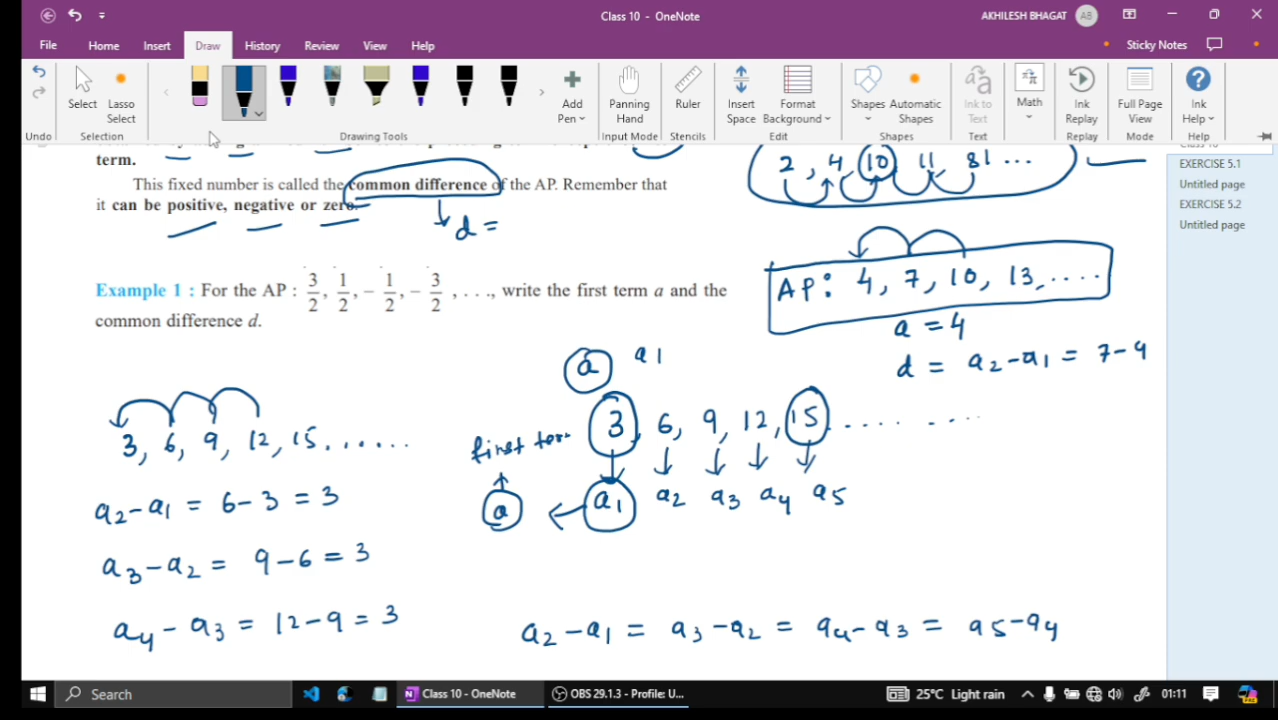 Class 10 - OneNote
AKHILESH BHAGAT AB
File Home Insert Draw History Review View Help Sticky Notes
Select Lasso Select Add Pen Panning Hand Ruler Insert Space Format Background Shapes Automatic Shapes Ink to Text Math Ink Replay Full Page View Ink Help
Undo Selection Drawing Tools Input Mode Stencils Edit Shapes Text Replay Mode Help
EXERCISE 5.1
Untitled page
EXERCISE 5.2
Untitled page
term.
2, 4 10 11 81 ...
This fixed number is called the common difference of the AP. Remember that
it can be positive, negative or zero.
d =
AP: 4, 7, 10, 13, ....
a = 4
d = a2 - a1 = 7 - 4
Example 1 : For the AP : 3/2, 1/2, – 1/2, – 3/2, . . ., write the first term a and the
common difference d.
a a1
3, 6, 9, 12, 15, ......
a2 - a1 = 6 - 3 = 3
a3 - a2 = 9 - 6 = 3
a4 - a3 = 12 - 9 = 3
3, 6, 9, 12, 15 ........
first
a a1 a2 a3 a4 a5
a2 - a1 = a3 - a2 = a4 - a3 = a5 - a4
Search
Class 10 - OneNote
OBS 29.1.3 - Profile: U...
25°C Light rain
01:11